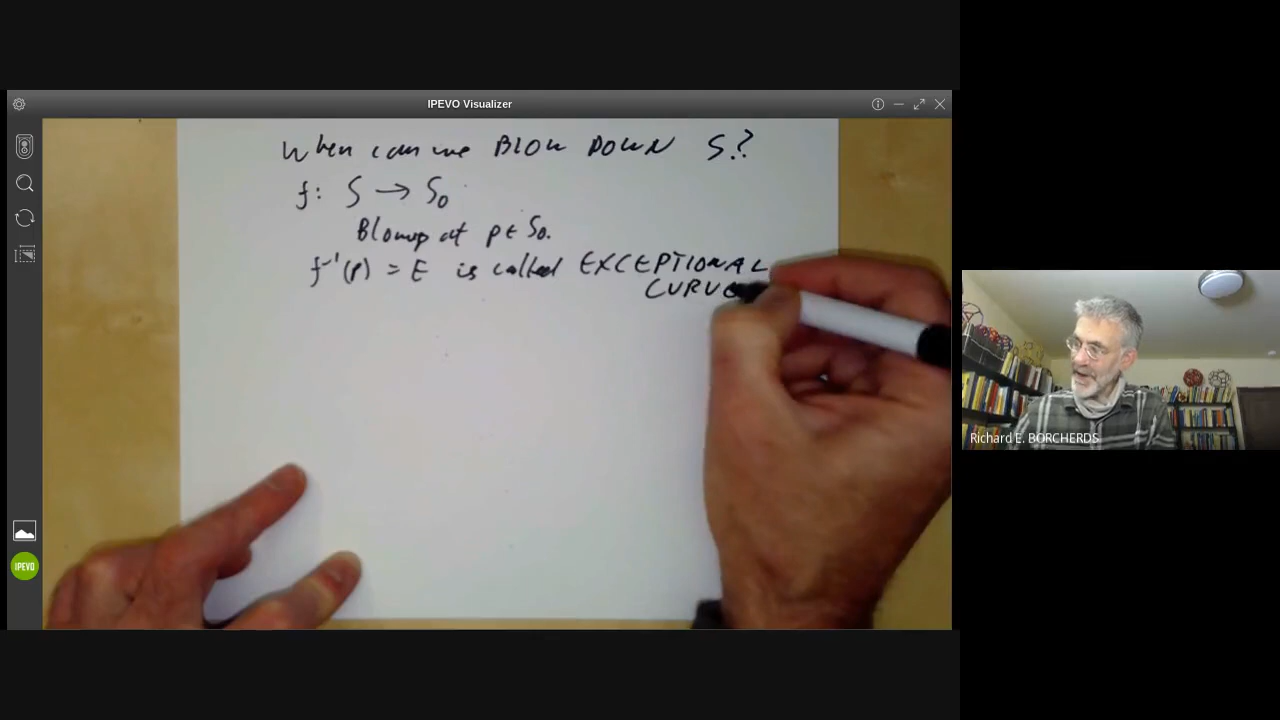 IPEVO Visualizer
When can we BLOW DOWN S.?
f: S → S₀
Blowup at p ∈ S₀.
f⁻¹(p) = E is called EXCEPTIONAL
CURVE
Richard E. BORCHERDS
IPEVO